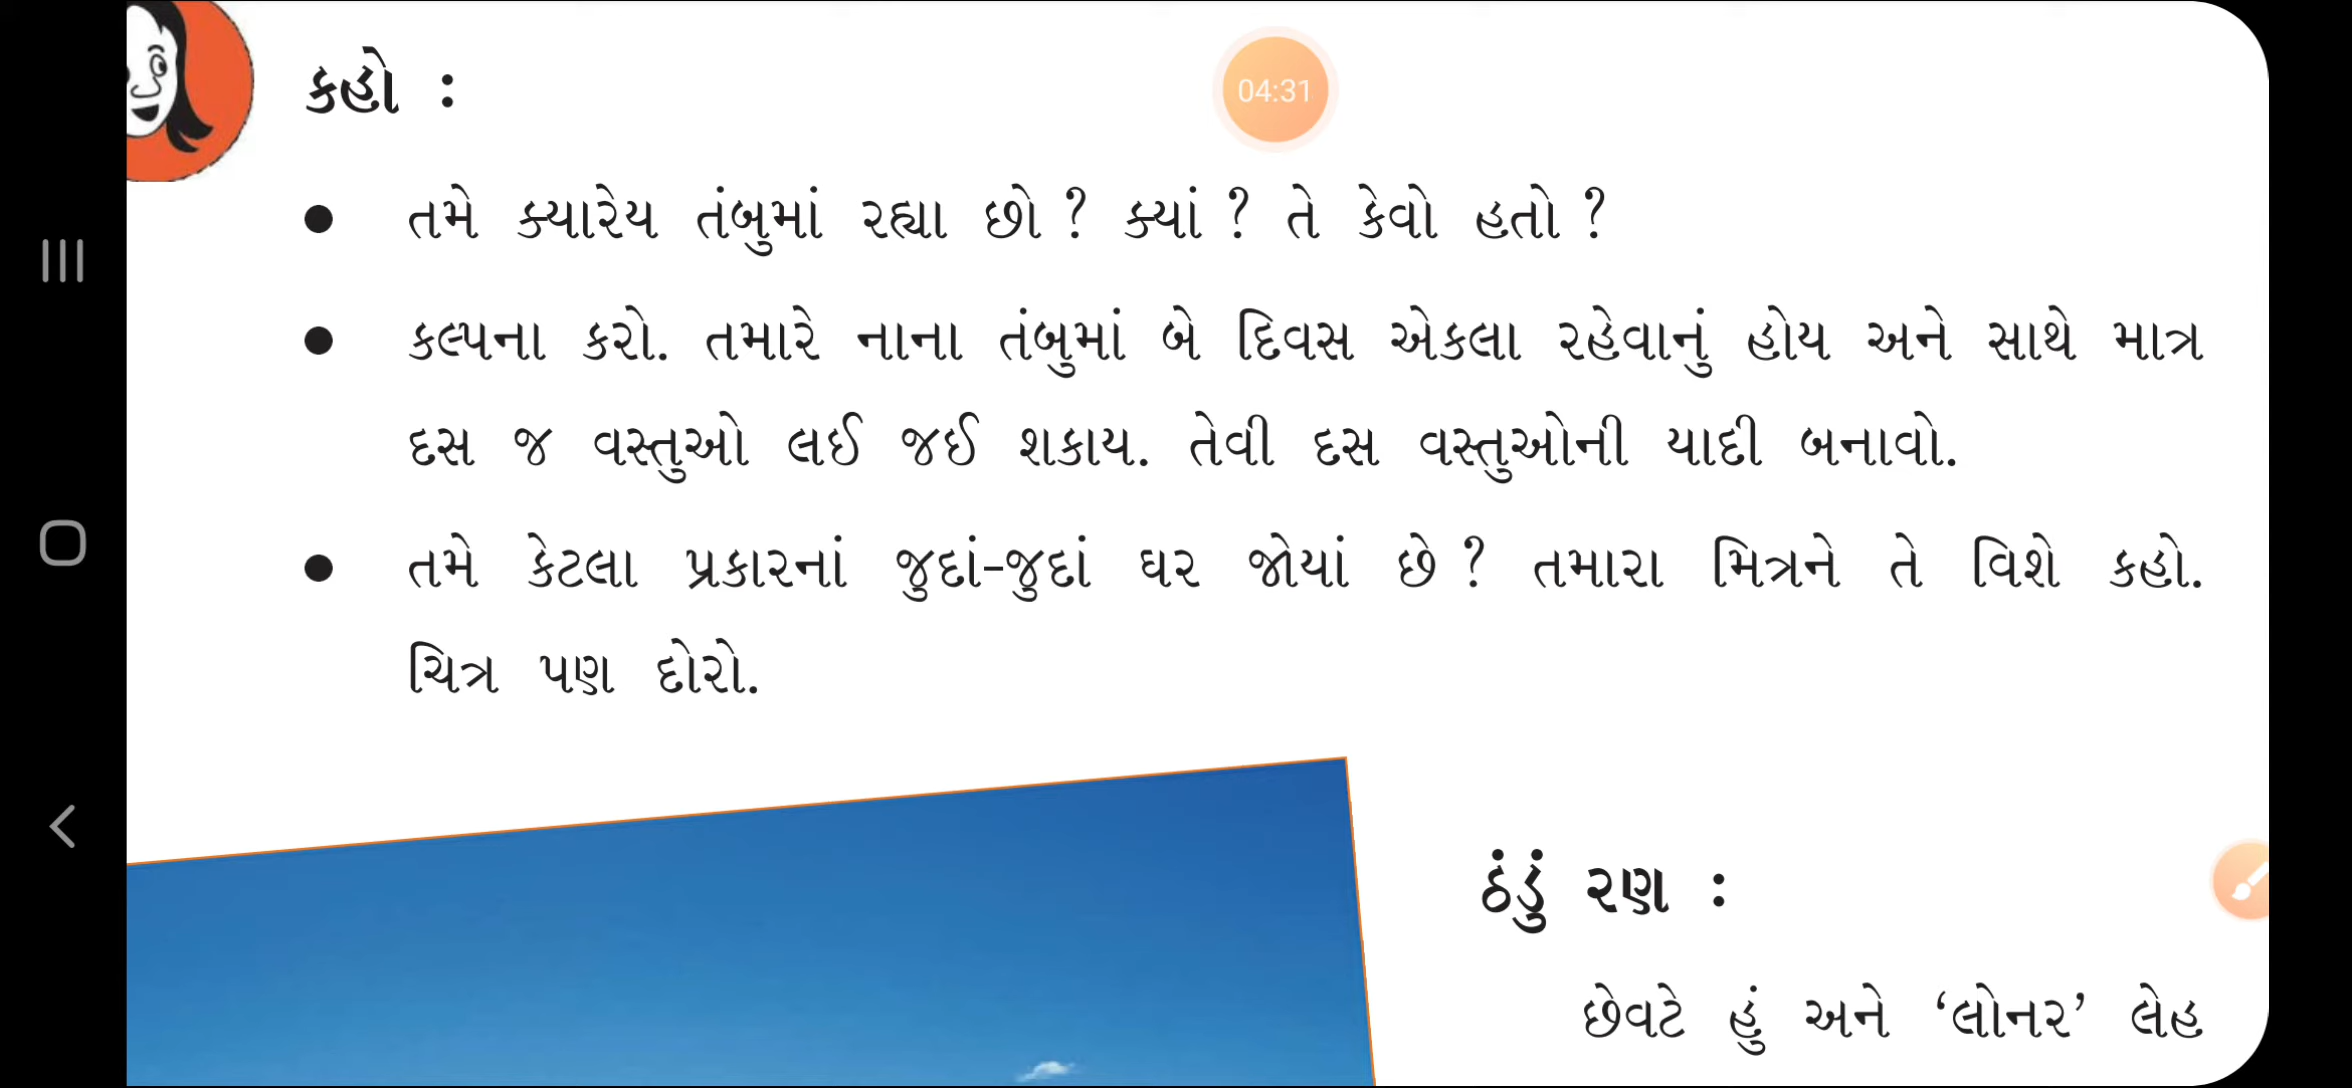 કહો :
04:31
● તમે ક્યારેય તંબુમાં રહ્યા છો ? ક્યાં ? તે કેવો હતો ?
● કલ્પના કરો. તમારે નાના તંબુમાં બે દિવસ એકલા રહેવાનું હોય અને સાથે માત્ર
દસ જ વસ્તુઓ લઈ જઈ શકાય. તેવી દસ વસ્તુઓની યાદી બનાવો.
● તમે કેટલા પ્રકારનાં જુદાં-જુદાં ઘર જોયાં છે ? તમારા મિત્રને તે વિશે કહો.
ચિત્ર પણ દોરો.
ઠંડું રણ :
છેવટે હું અને ‘લોનર’ લેહ